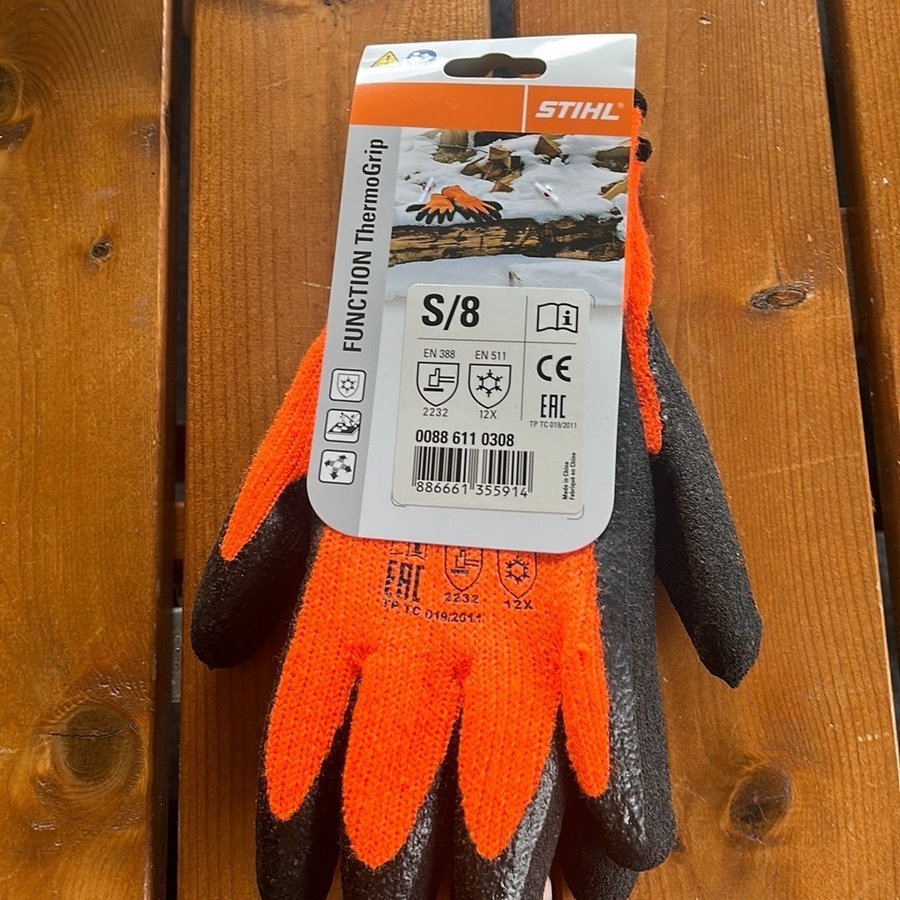 STIHL
FUNCTION ThermoGrip
S/8
EN 388 EN 511
2232 12X
CE
EAC
TP TC 019/2011
0088 611 0308
886661 355914
Made in China
Fabriqué en Chine
EAC 2232 12X
TP TC 019/2011